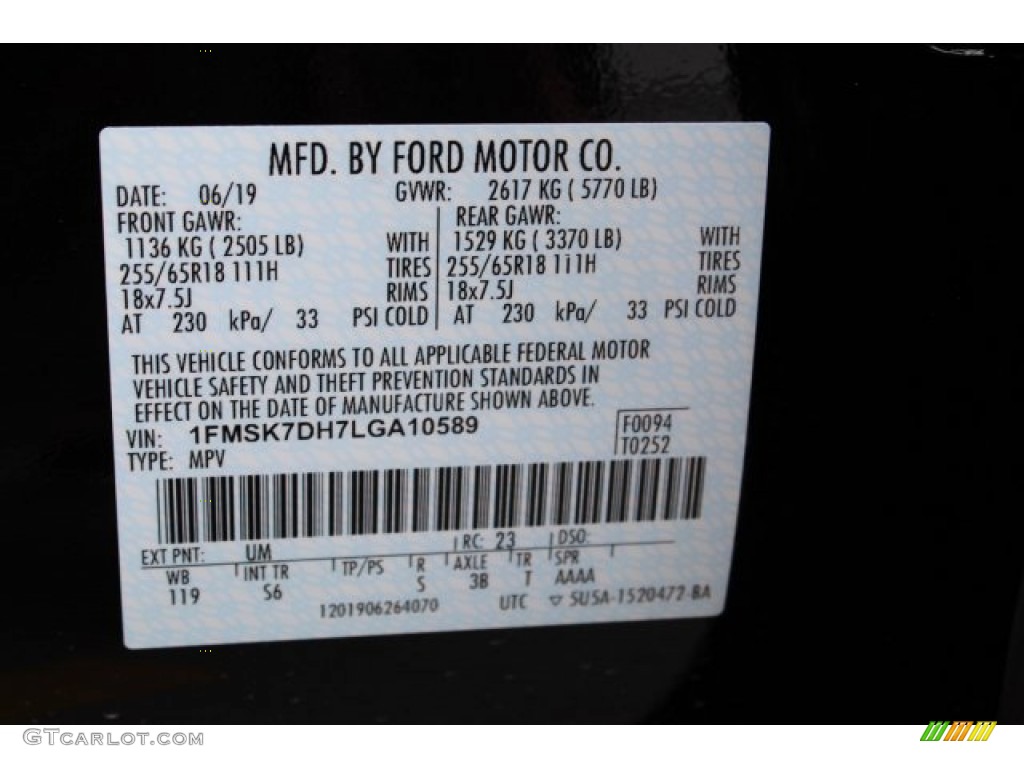 MFD. BY FORD MOTOR CO.
DATE: 06/19 GVWR: 2617 KG ( 5770 LB)
FRONT GAWR: REAR GAWR:
1136 KG ( 2505 LB) WITH 1529 KG ( 3370 LB) WITH
255/65R18 111H TIRES 255/65R18 111H TIRES
18x7.5J RIMS 18x7.5J RIMS
AT 230 kPa/ 33 PSI COLD AT 230 kPa/ 33 PSI COLD
THIS VEHICLE CONFORMS TO ALL APPLICABLE FEDERAL MOTOR
VEHICLE SAFETY AND THEFT PREVENTION STANDARDS IN
EFFECT ON THE DATE OF MANUFACTURE SHOWN ABOVE.
VIN: 1FMSK7DH7LGA10589 F0094
TYPE: MPV T0252
EXT PNT: UM RC: 23 DSO:
WB INT TR TP/PS R AXLE TR SPR
119 S6 S 3B T AAAA
1201906264070 UTC ▽ SU5A-1520472-BA
GTCARLOT.COM